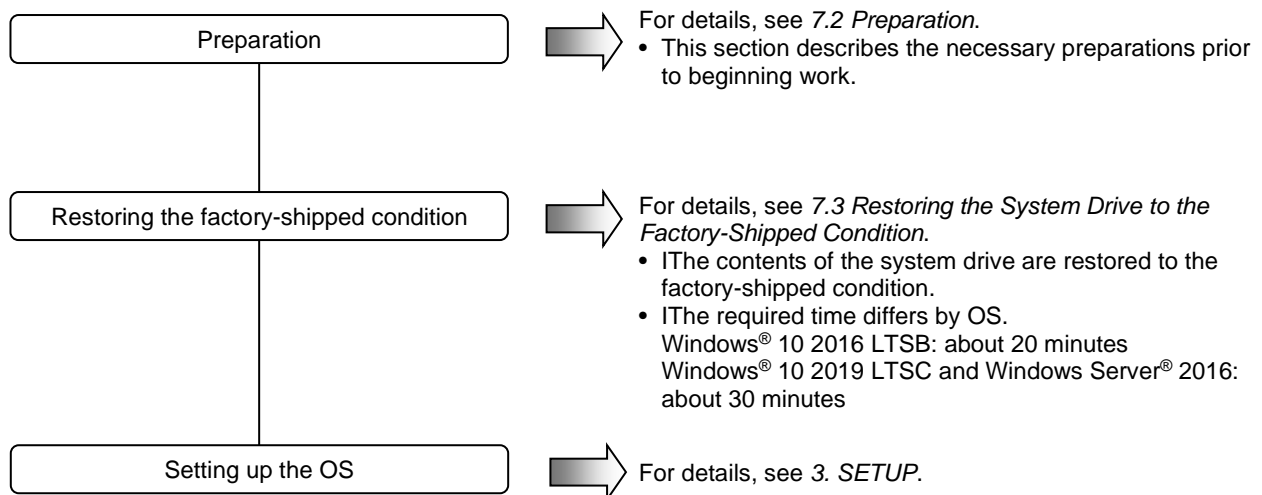 Preparation
For details, see 7.2 Preparation.
• This section describes the necessary preparations prior
to beginning work.
Restoring the factory-shipped condition
For details, see 7.3 Restoring the System Drive to the
Factory-Shipped Condition.
• IThe contents of the system drive are restored to the
factory-shipped condition.
• IThe required time differs by OS.
Windows® 10 2016 LTSB: about 20 minutes
Windows® 10 2019 LTSC and Windows Server® 2016:
about 30 minutes
Setting up the OS
For details, see 3. SETUP.